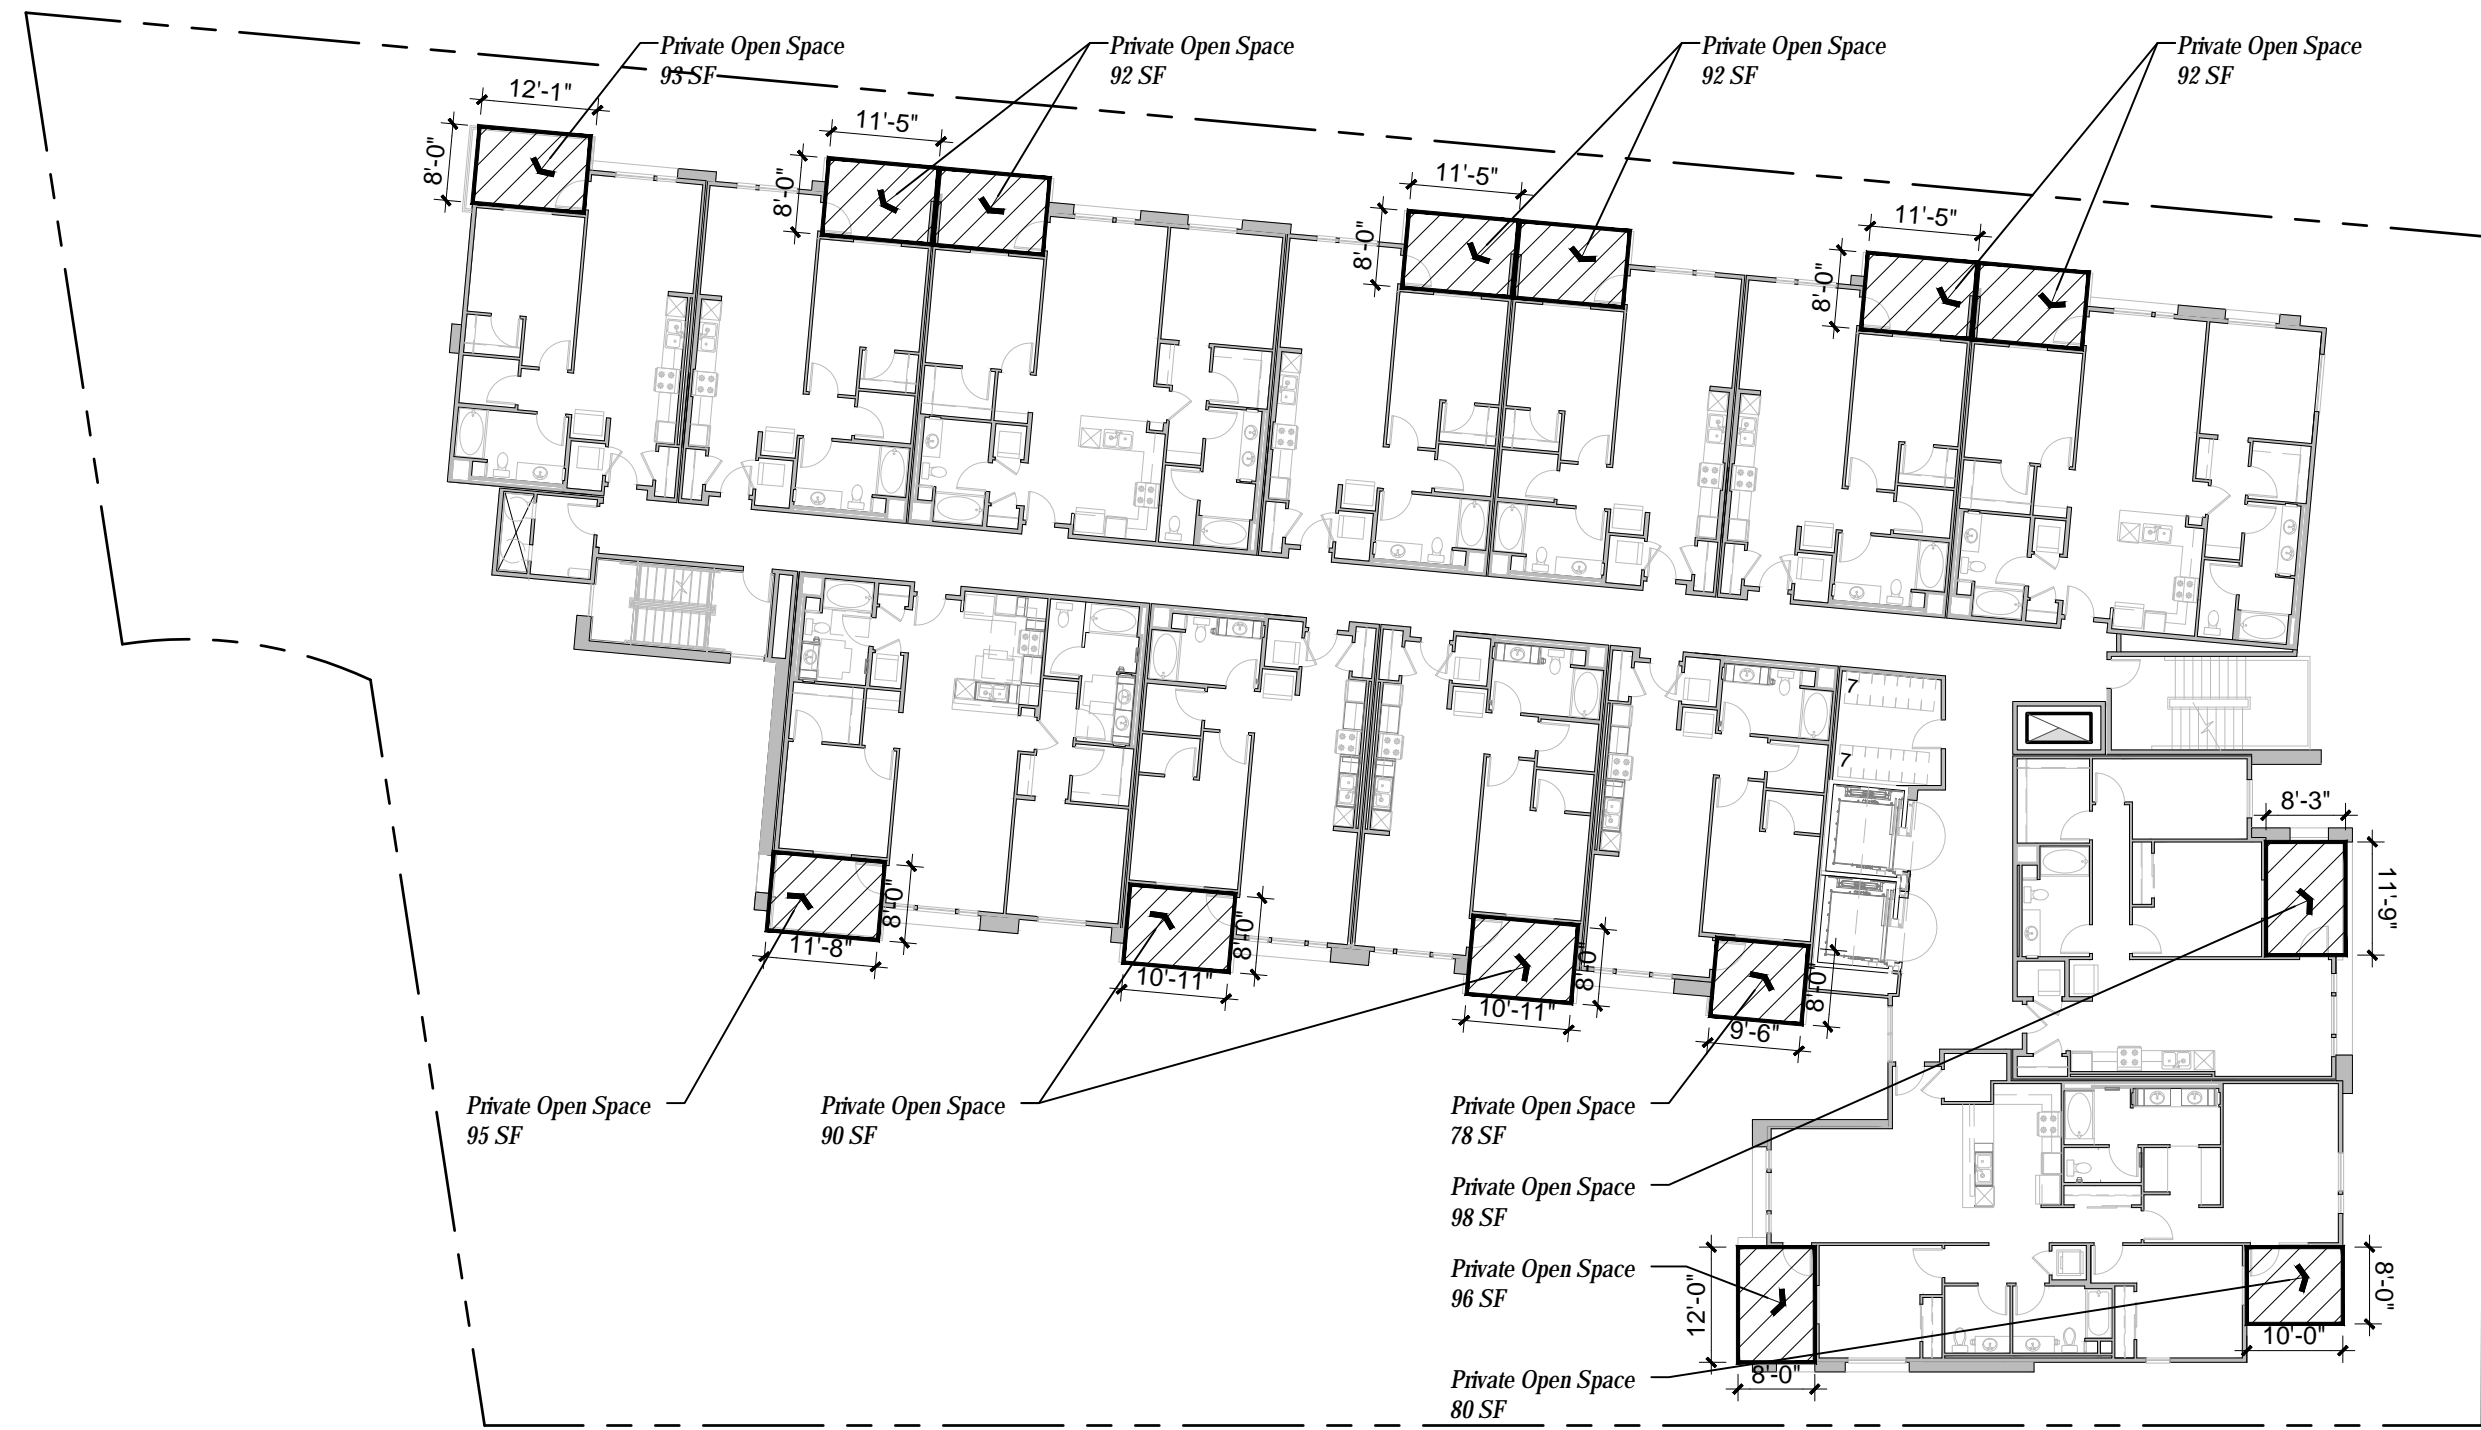 Private Open Space
93 SF
Private Open Space
92 SF
Private Open Space
92 SF
Private Open Space
92 SF
12'-1"
8'-0"
11'-5"
8'-0"
11'-5"
8'-0"
11'-5"
8'-0"
7
7
8'-3"
11'-9"
8'-0"
11'-8"
8'-0"
10'-11"
8'-0"
10'-11"
8'-0"
9'-6"
Private Open Space
95 SF
Private Open Space
90 SF
Private Open Space
78 SF
Private Open Space
98 SF
Private Open Space
96 SF
Private Open Space
80 SF
12'-0"
8'-0"
8'-0"
10'-0"